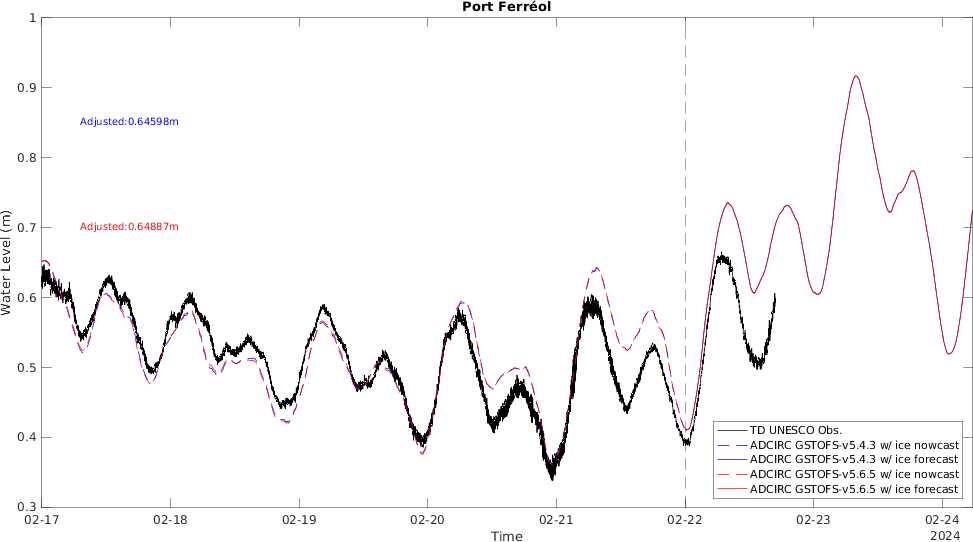 Port Ferréol
1
0.9
0.8
0.7
0.6
0.5
0.4
0.3
Water Level (m)
Adjusted:0.64598m
Adjusted:0.64887m
TD UNESCO Obs.
ADCIRC GSTOFS-v5.4.3 w/ ice nowcast
ADCIRC GSTOFS-v5.4.3 w/ ice forecast
ADCIRC GSTOFS-v5.6.5 w/ ice nowcast
ADCIRC GSTOFS-v5.6.5 w/ ice forecast
02-17 02-18 02-19 02-20 02-21 02-22 02-23 02-24
Time
2024